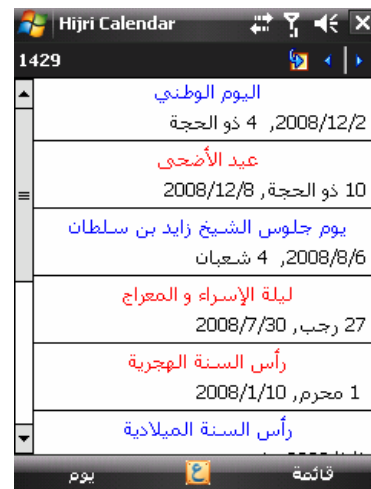 Hijri Calendar
1429
اليوم الوطني
2008/12/2, 4 ذو الحجة
عيد الأضحى
10 ذو الحجة, 2008/12/8
يوم جلوس الشيخ زايد بن سلطان
2008/8/6, 4 شعبان
ليلة الإسراء و المعراج
27 رجب, 2008/7/30
رأس السنة الهجرية
1 محرم, 2008/1/10
رأس السنة الميلادية
يوم
ع
قائمة